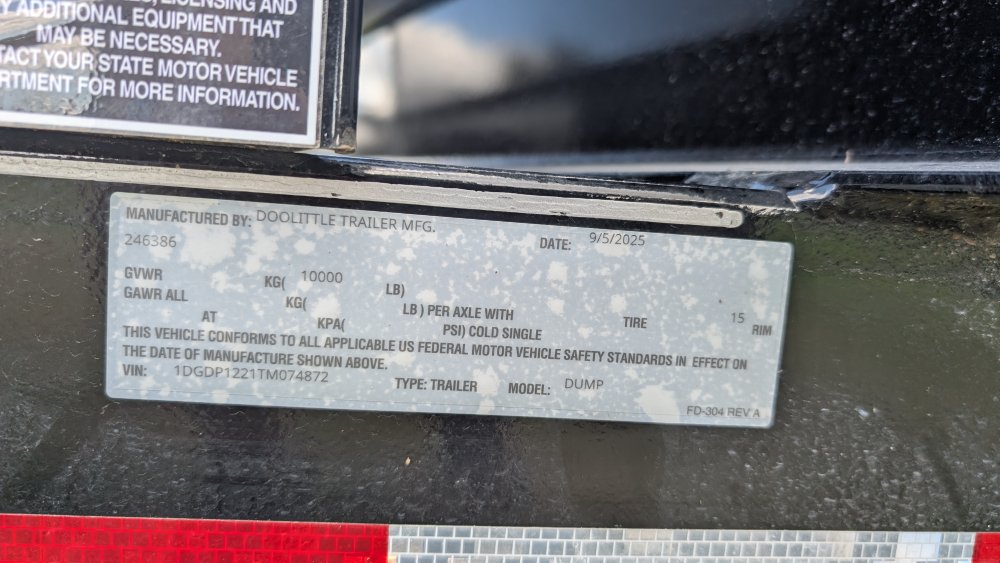 LICENSING AND
ADDITIONAL EQUIPMENT THAT
MAY BE NECESSARY.
YOUR STATE MOTOR VEHICLE
FOR MORE INFORMATION.
MANUFACTURED BY: DOOLITTLE TRAILER MFG.
DATE: 9/5/2025
246386
GVWR KG( 10000 LB)
GAWR ALL KG( LB ) PER AXLE WITH TIRE 15 RIM
AT KPA( PSI) COLD SINGLE
THIS VEHICLE CONFORMS TO ALL APPLICABLE US FEDERAL MOTOR VEHICLE SAFETY STANDARDS IN EFFECT ON
THE DATE OF MANUFACTURE SHOWN ABOVE.
VIN: 1DGDP1221TM074872 TYPE: TRAILER MODEL: DUMP
FD-304 REV A